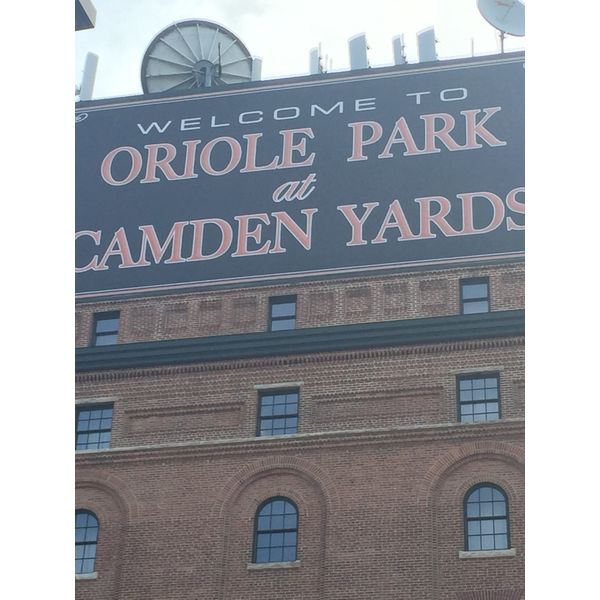 WELCOME TO
ORIOLE PARK
at
CAMDEN YARDS